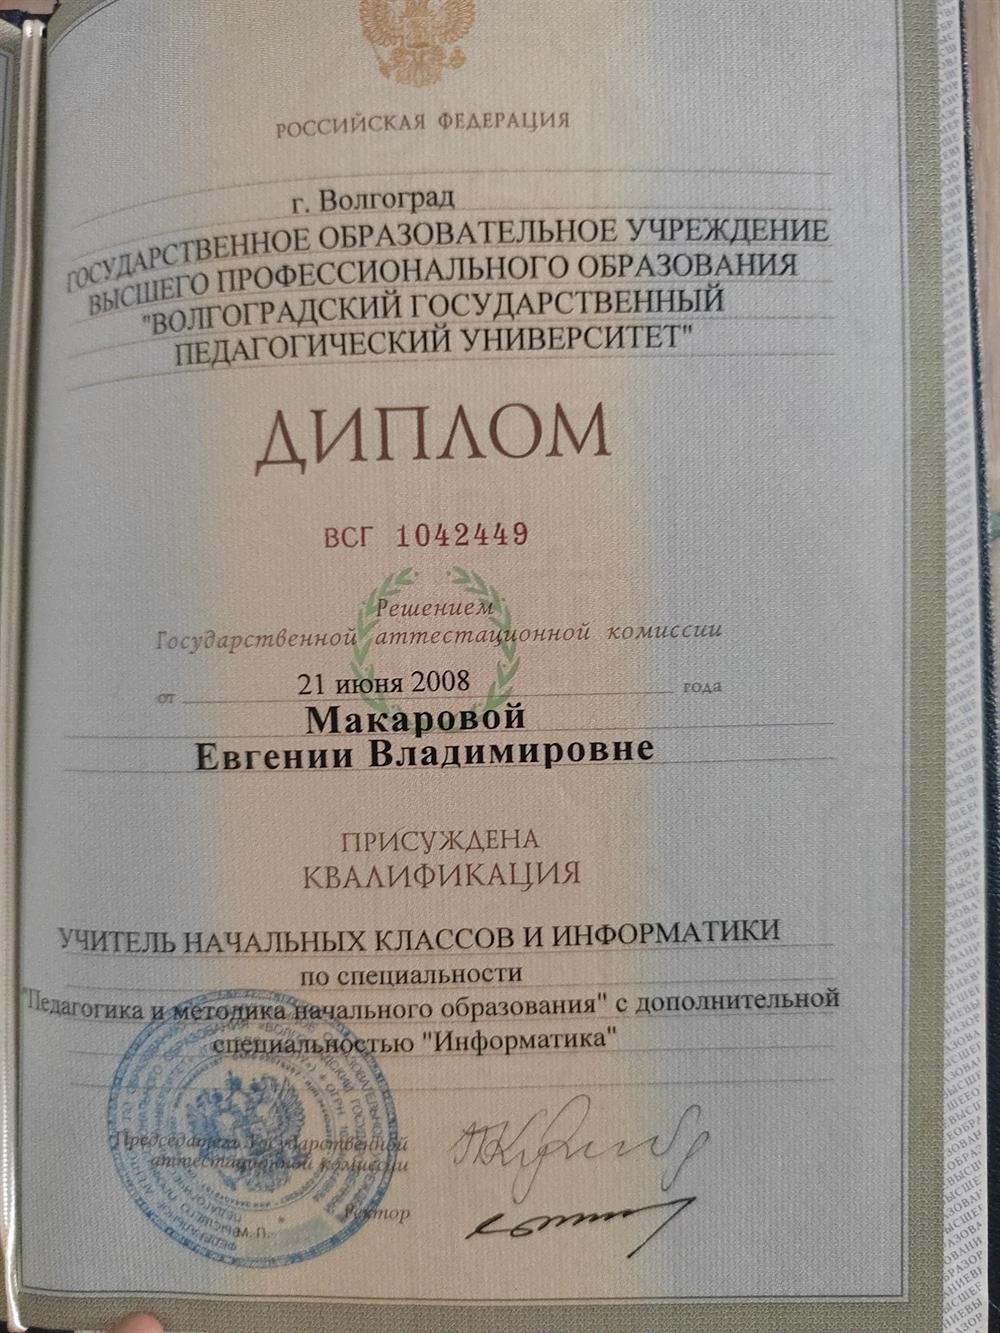 РОССИЙСКАЯ ФЕДЕРАЦИЯ
г. Волгоград
ГОСУДАРСТВЕННОЕ ОБРАЗОВАТЕЛЬНОЕ УЧРЕЖДЕНИЕ
ВЫСШЕГО ПРОФЕССИОНАЛЬНОГО ОБРАЗОВАНИЯ
"ВОЛГОГРАДСКИЙ ГОСУДАРСТВЕННЫЙ
ПЕДАГОГИЧЕСКИЙ УНИВЕРСИТЕТ"
ДИПЛОМ
ВСГ 1042449
Решением
Государственной аттестационной комиссии
от 21 июня 2008 года
Макаровой
Евгении Владимировне
ПРИСУЖДЕНА
КВАЛИФИКАЦИЯ
УЧИТЕЛЬ НАЧАЛЬНЫХ КЛАССОВ И ИНФОРМАТИКИ
по специальности
"Педагогика и методика начального образования" с дополнительной
специальностью "Информатика"
Председатель Государственной
аттестационной комиссии
Ректор
М. П.